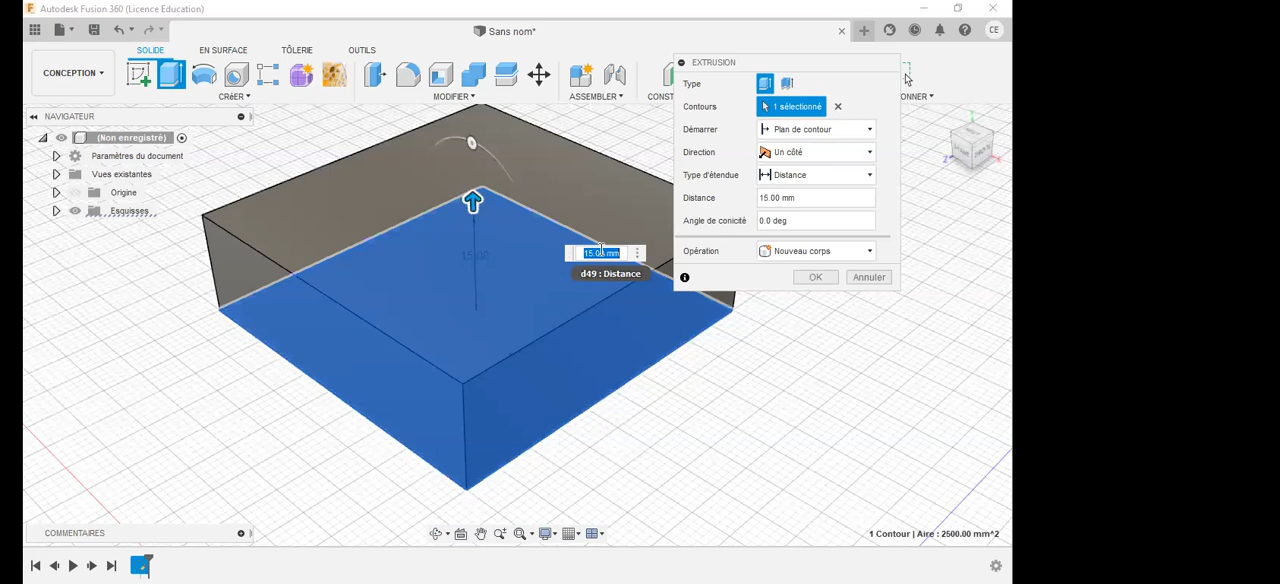 Autodesk Fusion 360 (Licence Education)
Sans nom*
CE
SOLIDE
EN SURFACE
TÔLERIE
OUTILS
CONCEPTION
CRÉER
MODIFIER
ASSEMBLER
CONST
ONNER
NAVIGATEUR
(Non enregistré)
Paramètres du document
Vues existantes
Origine
Esquisses
EXTRUSION
Type
Contours
1 sélectionné
Démarrer
Plan de contour
Direction
Un côté
Type d'étendue
Distance
Distance
15.00 mm
Angle de conicité
0.0 deg
Opération
Nouveau corps
OK
Annuler
15.00
15.00 mm
d49 : Distance
Z
X
COMMENTAIRES
1 Contour | Aire : 2500.00 mm^2